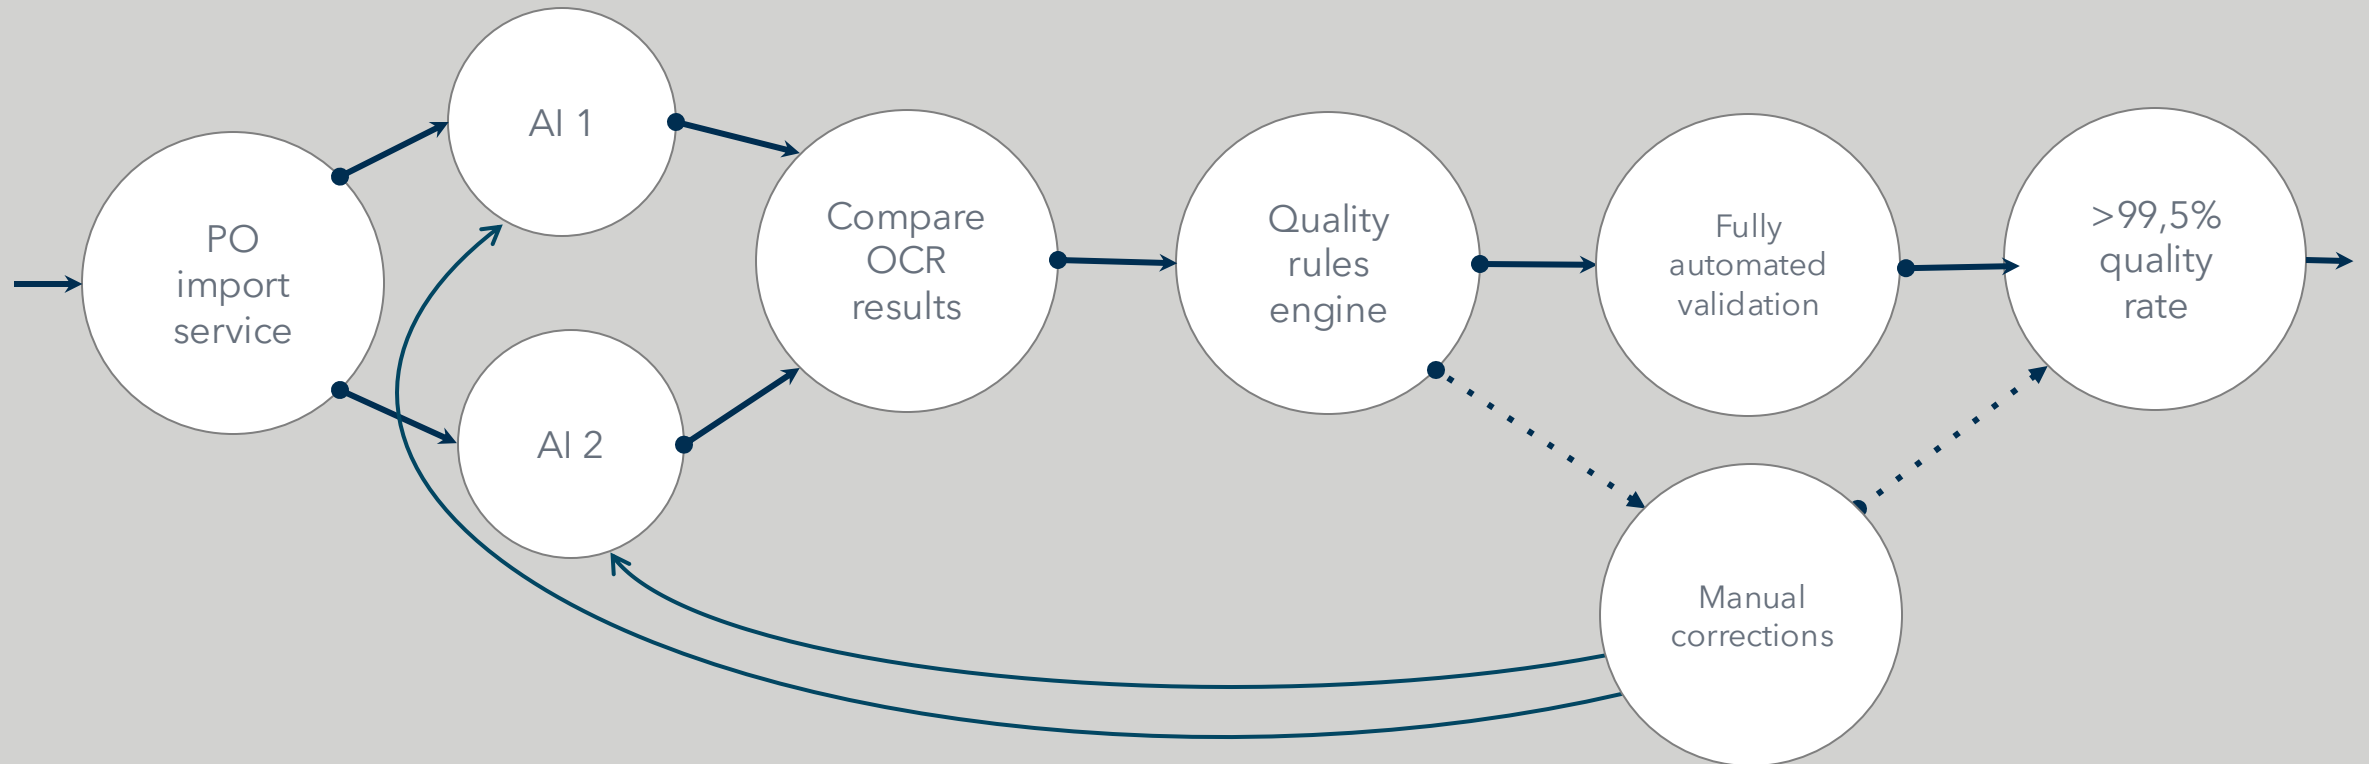 PO
import
service
AI 1
AI 2
Compare
OCR
results
Quality
rules
engine
Fully
automated
validation
>99,5%
quality
rate
Manual
corrections